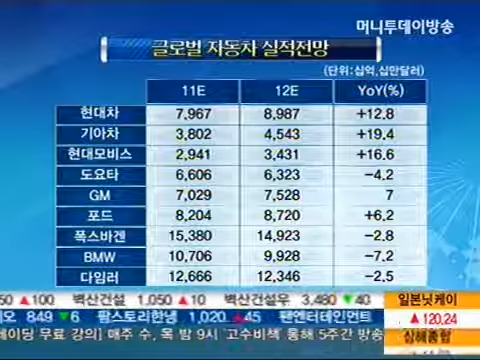 머니투데이방송
글로벌 자동차 실적전망
(단위:십억,십만달러)
11E 12E YoY(%)
현대차 7,967 8,987 +12.8
기아차 3,802 4,543 +19.4
현대모비스 2,941 3,431 +16.6
도요타 6,606 6,323 -4.2
GM 7,029 7,528 7
포드 8,204 8,720 +6.2
폭스바겐 15,380 14,923 -2.8
BMW 10,706 9,928 -7.2
다임러 12,666 12,346 -2.5
50 ▲100 벽산건설 1,050 ▲10 벽산건설우 3,480 ▼40 일본닛케이
849 ▼6 팜스토리한냉 1,020 ▲45 팬엔터테인먼트 ▲120,24
케이딩 무료 강의] 매주 수, 목 밤 9시 '고수비책' 통해 5주간 방송 상해종합